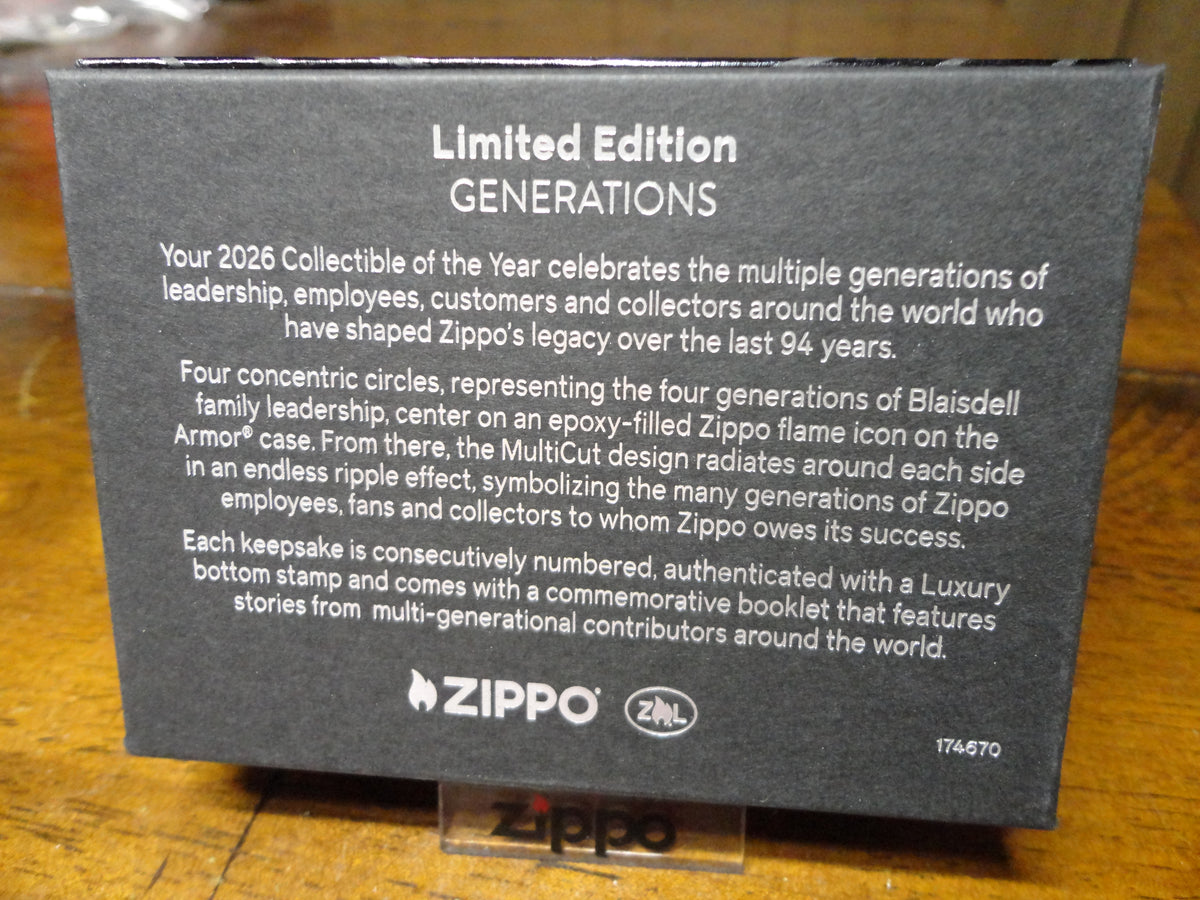 Limited Edition
GENERATIONS
Your 2026 Collectible of the Year celebrates the multiple generations of
leadership, employees, customers and collectors around the world who
have shaped Zippo's legacy over the last 94 years.
Four concentric circles, representing the four generations of Blaisdell
family leadership, center on an epoxy-filled Zippo flame icon on the
Armor® case. From there, the MultiCut design radiates around each side
in an endless ripple effect, symbolizing the many generations of Zippo
employees, fans and collectors to whom Zippo owes its success.
Each keepsake is consecutively numbered, authenticated with a Luxury
bottom stamp and comes with a commemorative booklet that features
stories from multi-generational contributors around the world.
ZIPPO®
Z L
174670
Zippo